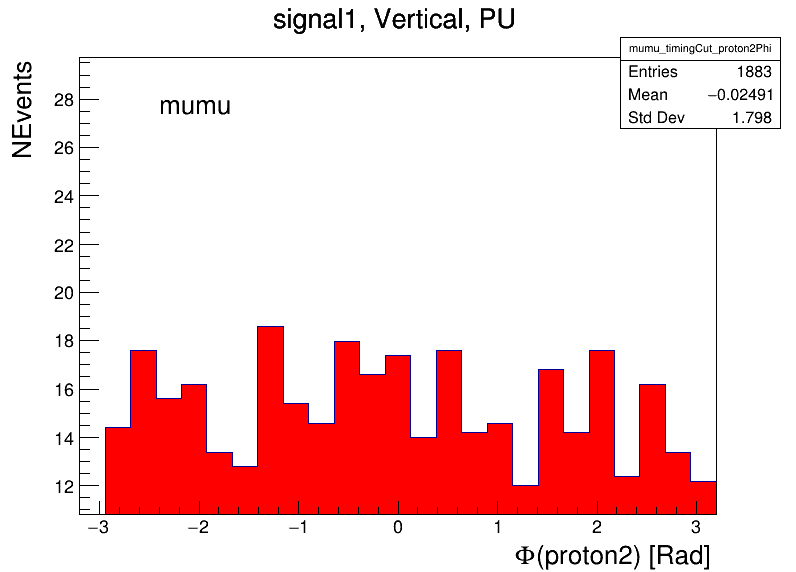 signal1, Vertical, PU
mumu_timingCut_proton2Phi
Entries 1883
Mean −0.02491
Std Dev 1.798
NEvents
mumu
28
26
24
22
20
18
16
14
12
−3 −2 −1 0 1 2 3
Φ(proton2) [Rad]